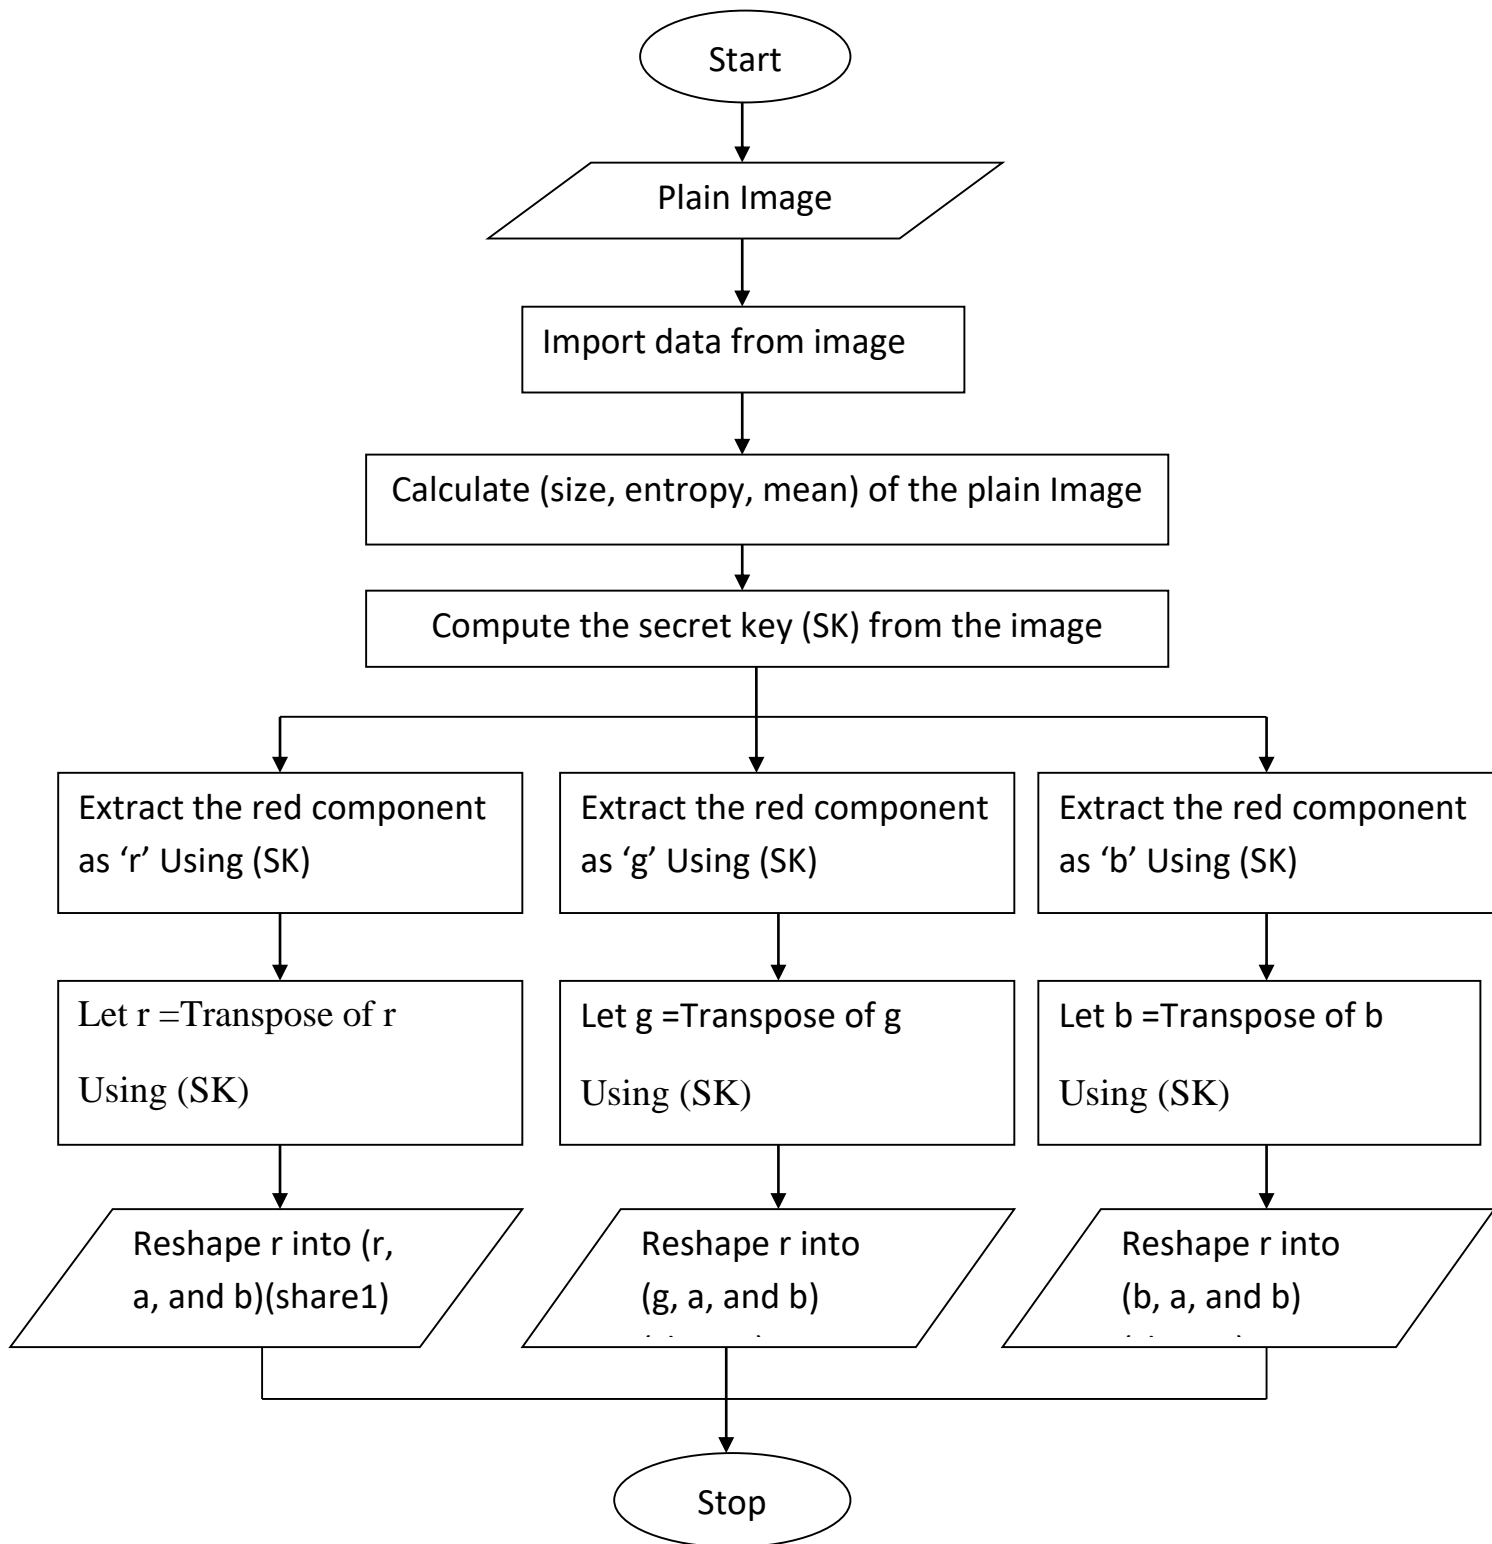 Start
Plain Image
Import data from image
Calculate (size, entropy, mean) of the plain Image
Compute the secret key (SK) from the image
Extract the red component
as ‘r’ Using (SK)
Extract the red component
as ‘g’ Using (SK)
Extract the red component
as ‘b’ Using (SK)
Let r =Transpose of r
Using (SK)
Let g =Transpose of g
Using (SK)
Let b =Transpose of b
Using (SK)
Reshape r into (r,
a, and b)(share1)
Reshape r into
(g, a, and b)
Reshape r into
(b, a, and b)
Stop